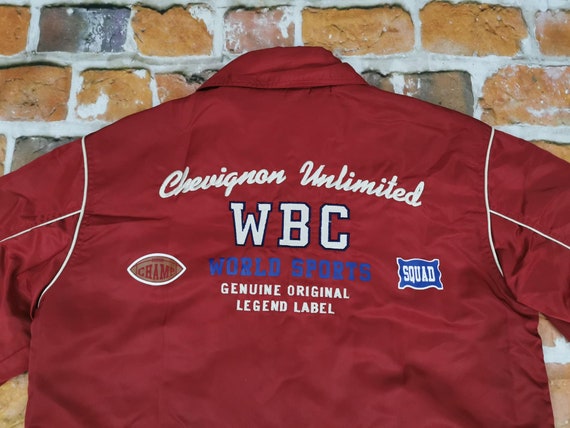 Chevignon Unlimited
WBC
WORLD SPORTS
CHAMP
SQUAD
GENUINE ORIGINAL
LEGEND LABEL